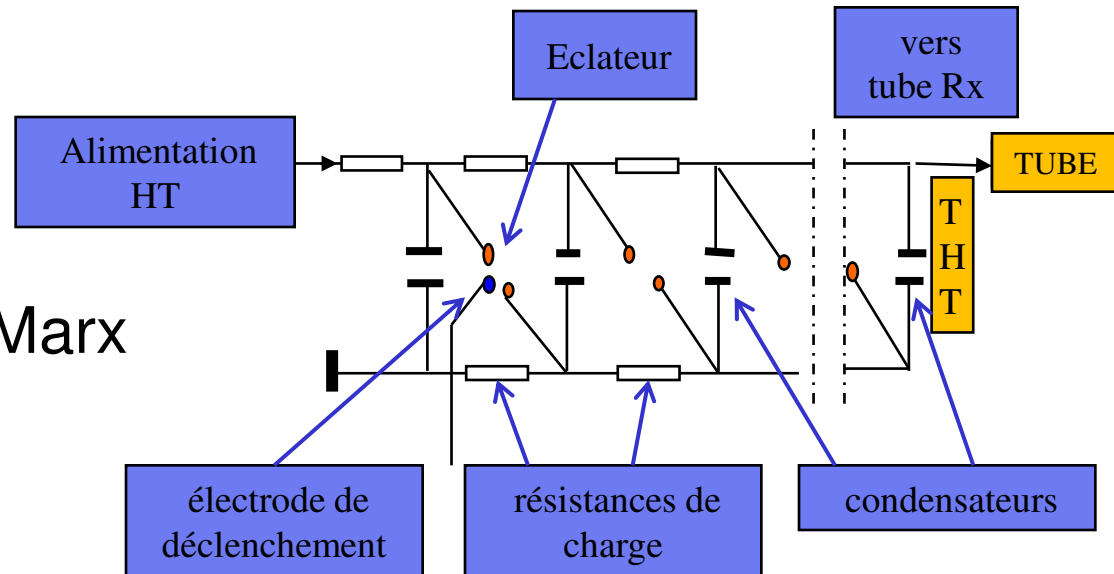 Eclateur
vers
tube Rx
Alimentation
HT
TUBE
T
H
T
Marx
électrode de
déclenchement
résistances de
charge
condensateurs